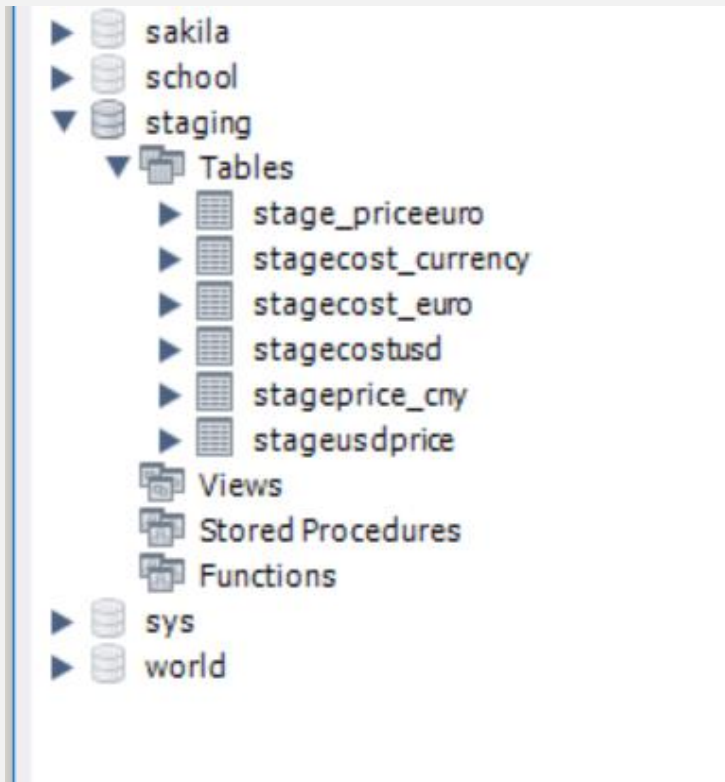 sakila
school
staging
Tables
stage_priceeuro
stagecost_currency
stagecost_euro
stagecostusd
stageprice_cny
stageusdprice
Views
Stored Procedures
Functions
sys
world